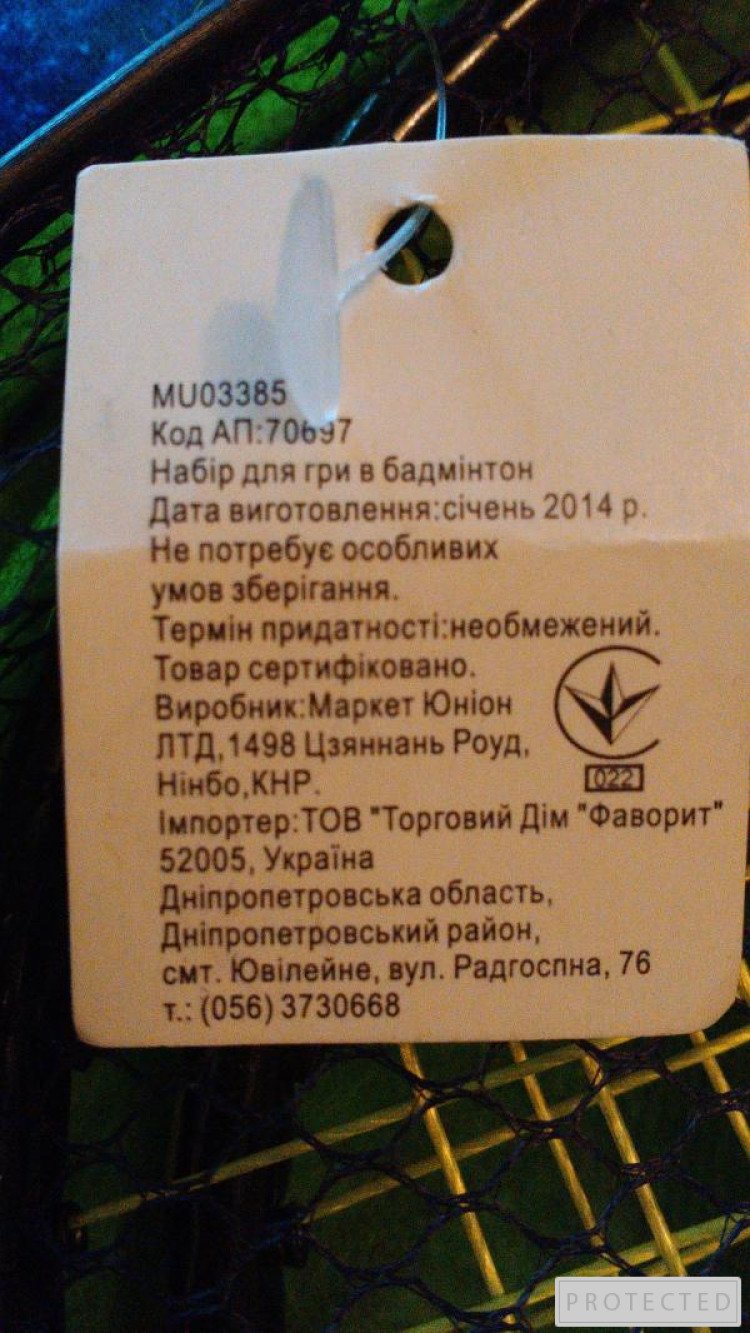 MU03385
Код АП:70697
Набір для гри в бадмінтон
Дата виготовлення:січень 2014 р.
Не потребує особливих
умов зберігання.
Термін придатності:необмежений.
Товар сертифіковано.
Виробник:Маркет Юніон
ЛТД,1498 Цзяннань Роуд,
Нінбо,КНР.
022
Імпортер:ТОВ "Торговий Дім "Фаворит"
52005, Україна
Дніпропетровська область,
Дніпропетровський район,
смт. Ювілейне, вул. Радгоспна, 76
т.: (056) 3730668
PROTECTED